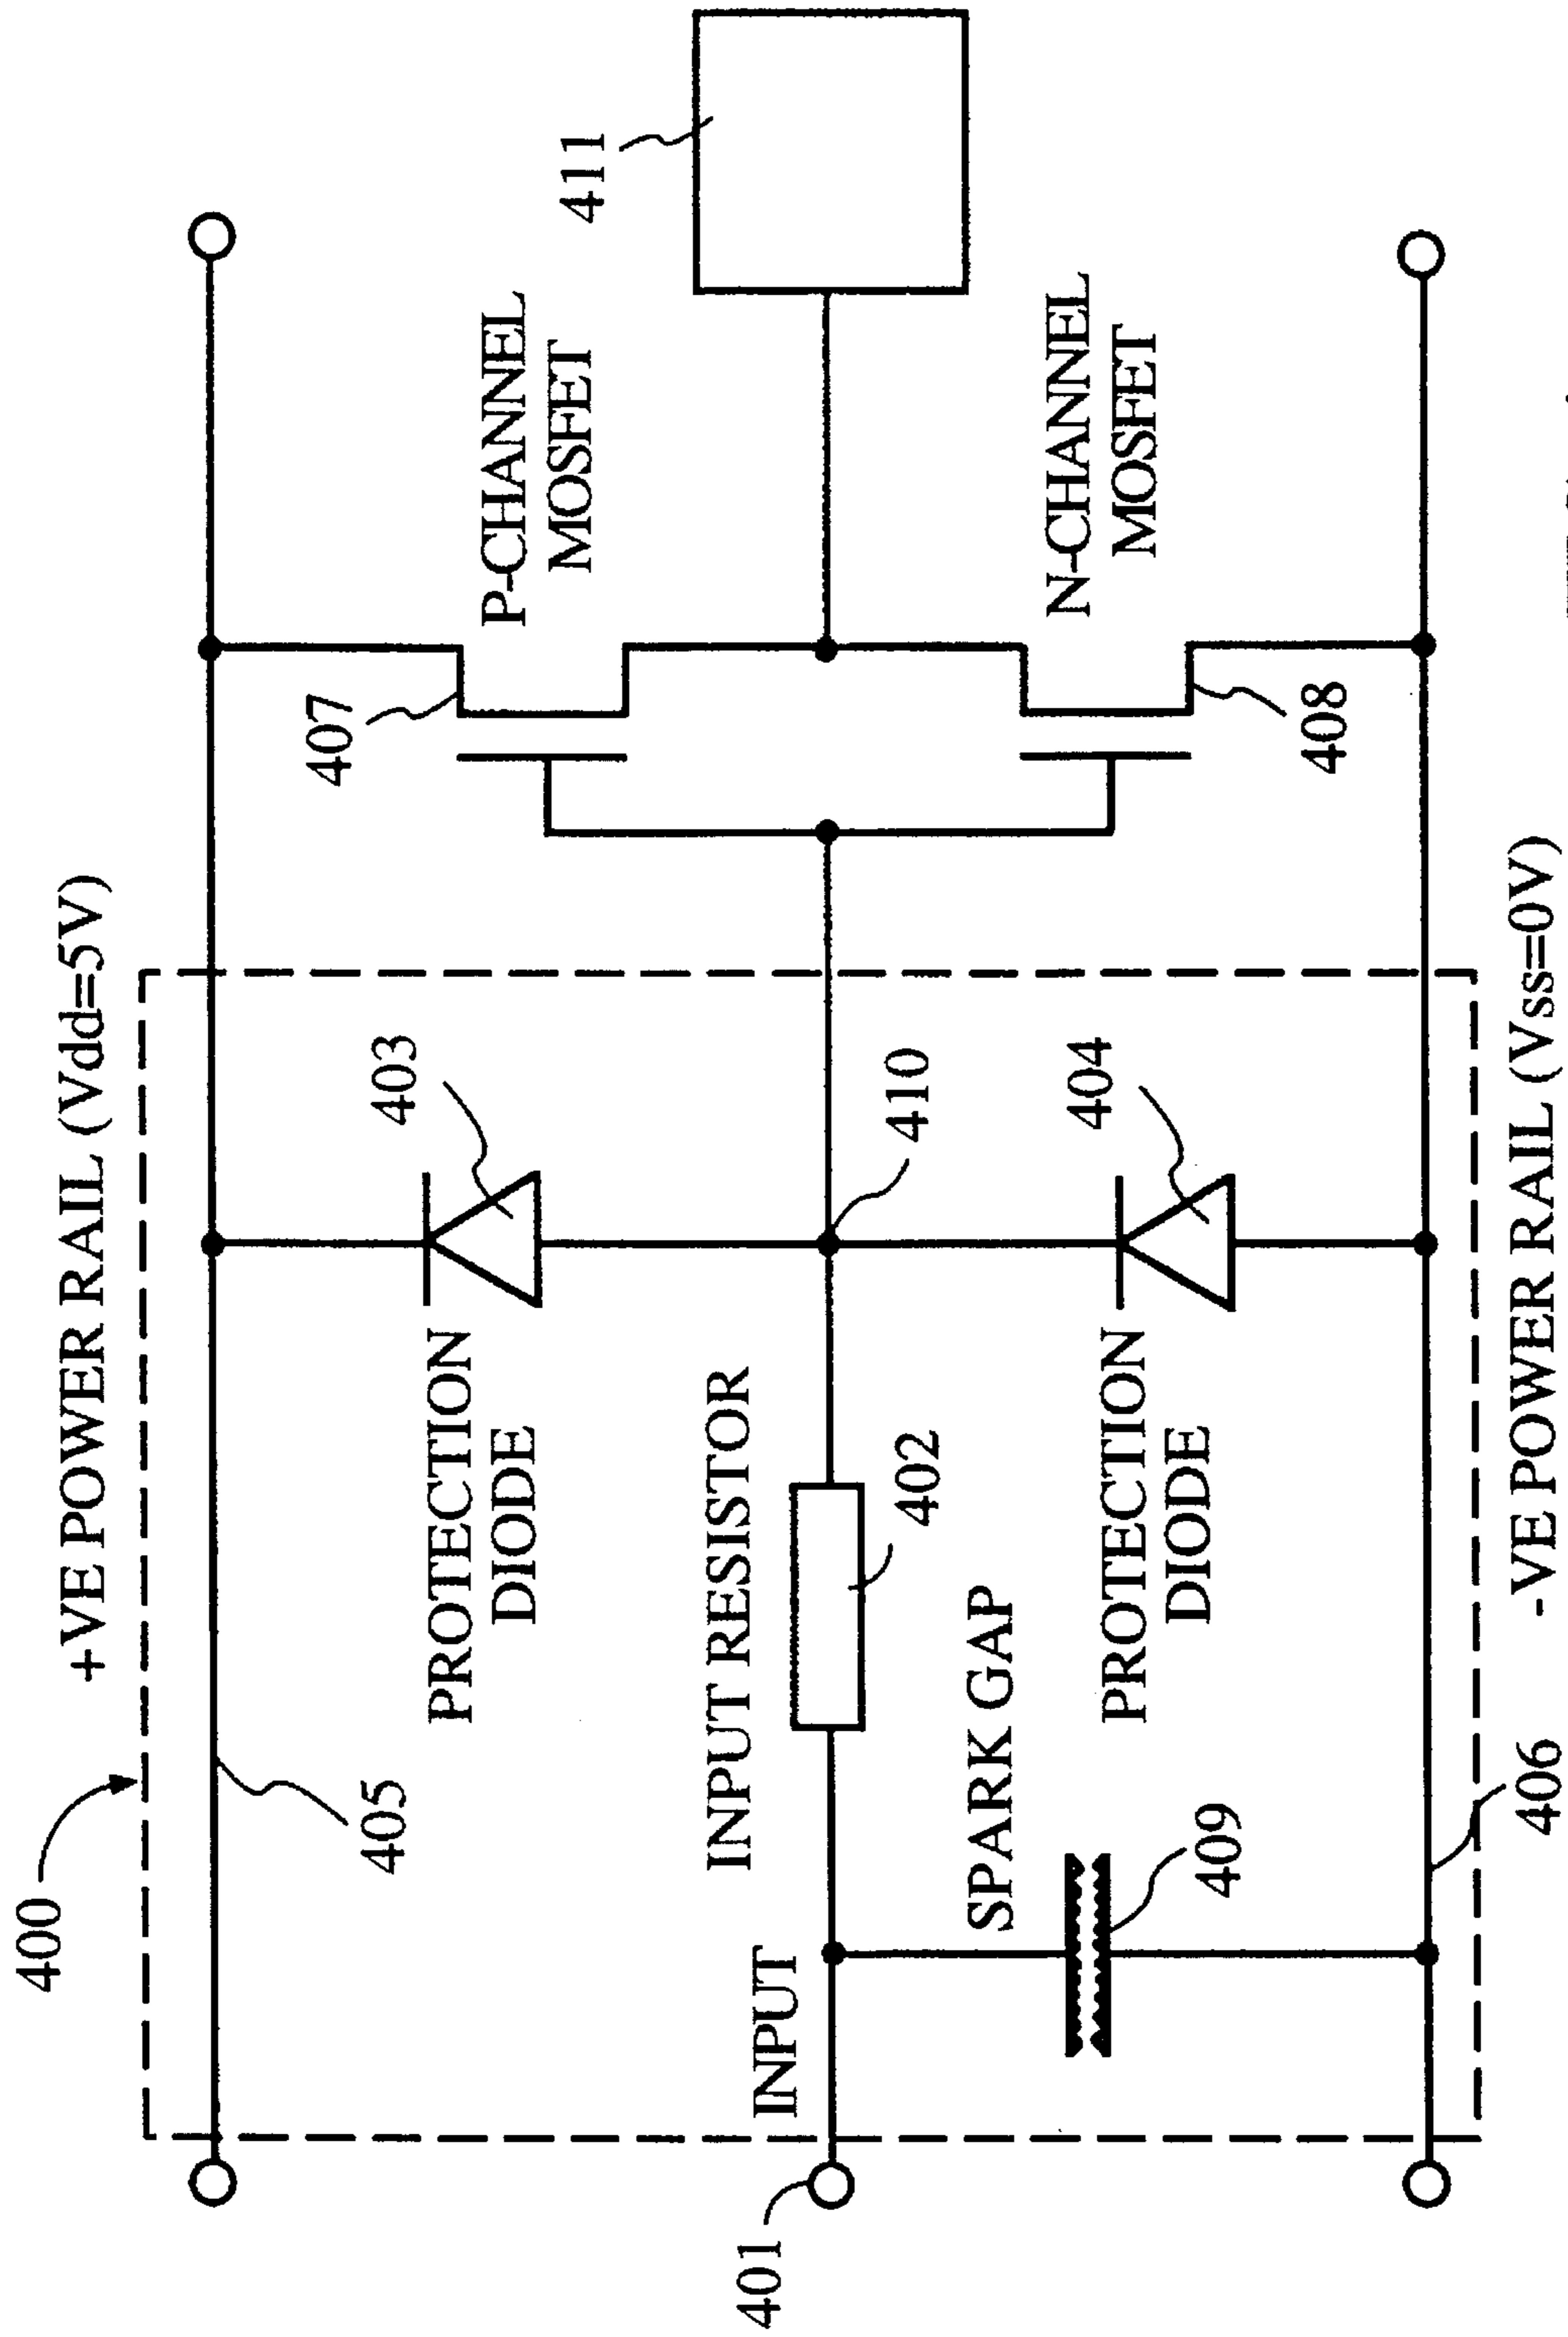 400
+VE POWER RAIL (Vdd=5V)
405
403
407
PROTECTION
DIODE
P-CHANNEL
MOSFET
411
INPUT RESISTOR
INPUT
401
402
410
SPARK GAP
409
404
PROTECTION
DIODE
N-CHANNEL
MOSFET
408
406
-VE POWER RAIL (Vss=0V)